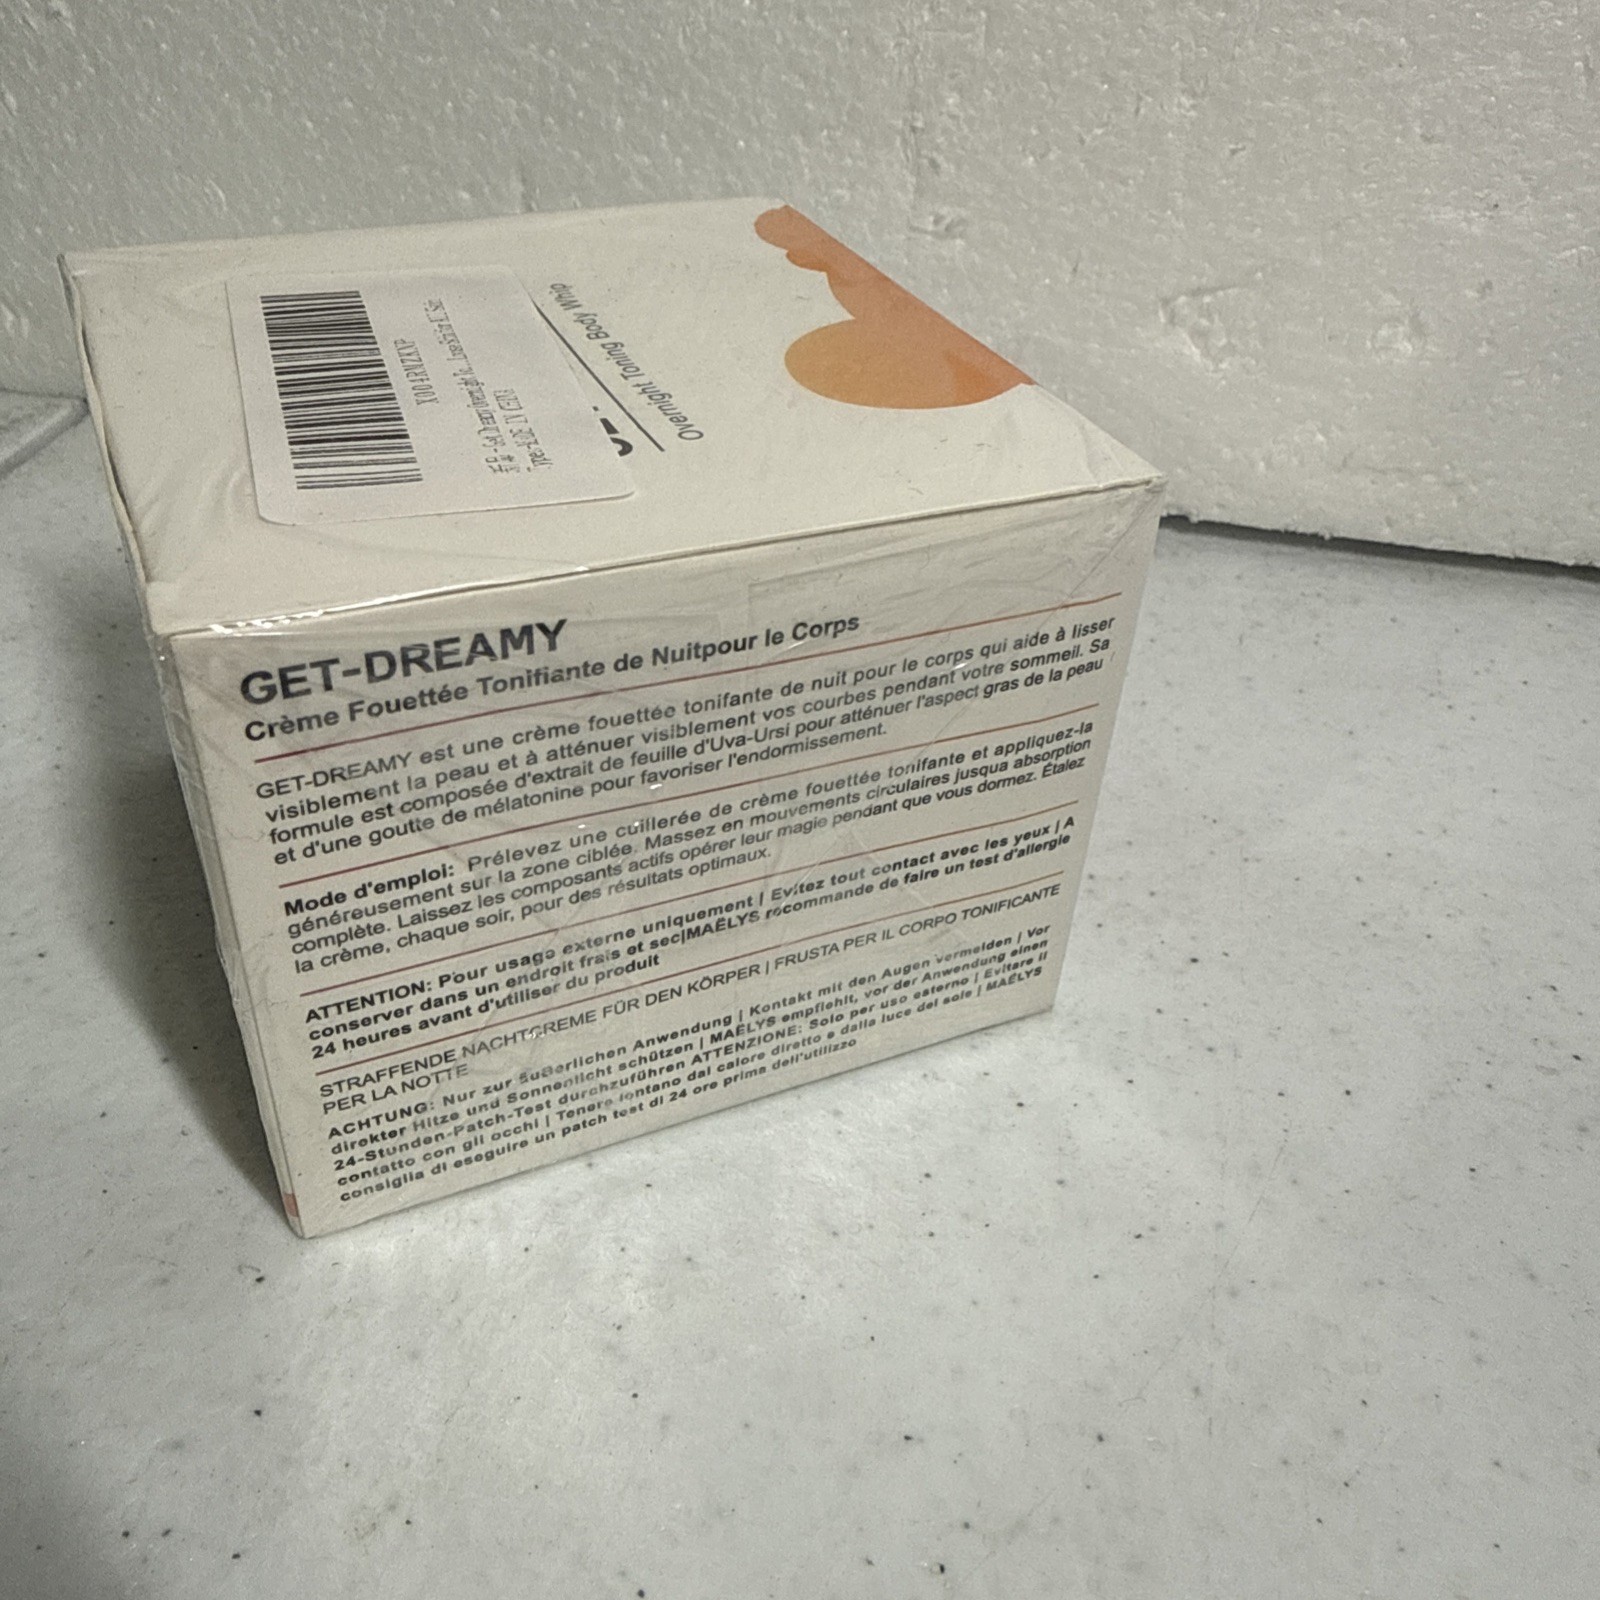 X004RNZKXP
Overnight Toning Body Whip
GET-DREAMY
Crème Fouettée Tonifiante de Nuitpour le Corps
GET-DREAMY est une crème fouettée tonifante de nuit pour le corps qui aide à lisser
visiblement la peau et à atténuer visiblement vos courbes pendant votre sommeil. Sa
formule est composée d'extrait de feuille d'Uva-Ursi pour atténuer l'aspect gras de la peau
et d'une goutte de mélatonine pour favoriser l'endormissement.
Mode d'emploi: Prélevez une cuillerée de crème fouettée tonifante et appliquez-la
généreusement sur la zone ciblée. Massez en mouvements circulaires jusqua absorption
complète. Laissez les composants actifs opérer leur magie pendant que vous dormez. Étalez
la crème, chaque soir, pour des résultats optimaux.
ATTENTION: Pour usage externe uniquement | Evitez tout contact avec les yeux | A
conserver dans un endroit frais et sec|MAËLYS recommande de faire un test d'allergie
24 heures avant d'utiliser du produit
STRAFFENDE NACHTCREME FÜR DEN KÖRPER | FRUSTA PER IL CORPO TONIFICANTE
PER LA NOTTE
ACHTUNG: Nur zur äußerlichen Anwendung | Kontakt mit den Augen vermeiden | Vor
direkter Hitze und Sonnenlicht schützen | MAËLYS empfiehlt, vor der Anwendung einen
24-Stunden-Patch-Test durchzuführen ATTENZIONE: Solo per uso esterno | Evitare il
contatto con gli occhi | Tenere lontano dal calore diretto e dalla luce del sole | MAËLYS
consiglia di eseguire un patch test di 24 ore prima dell'utilizzo